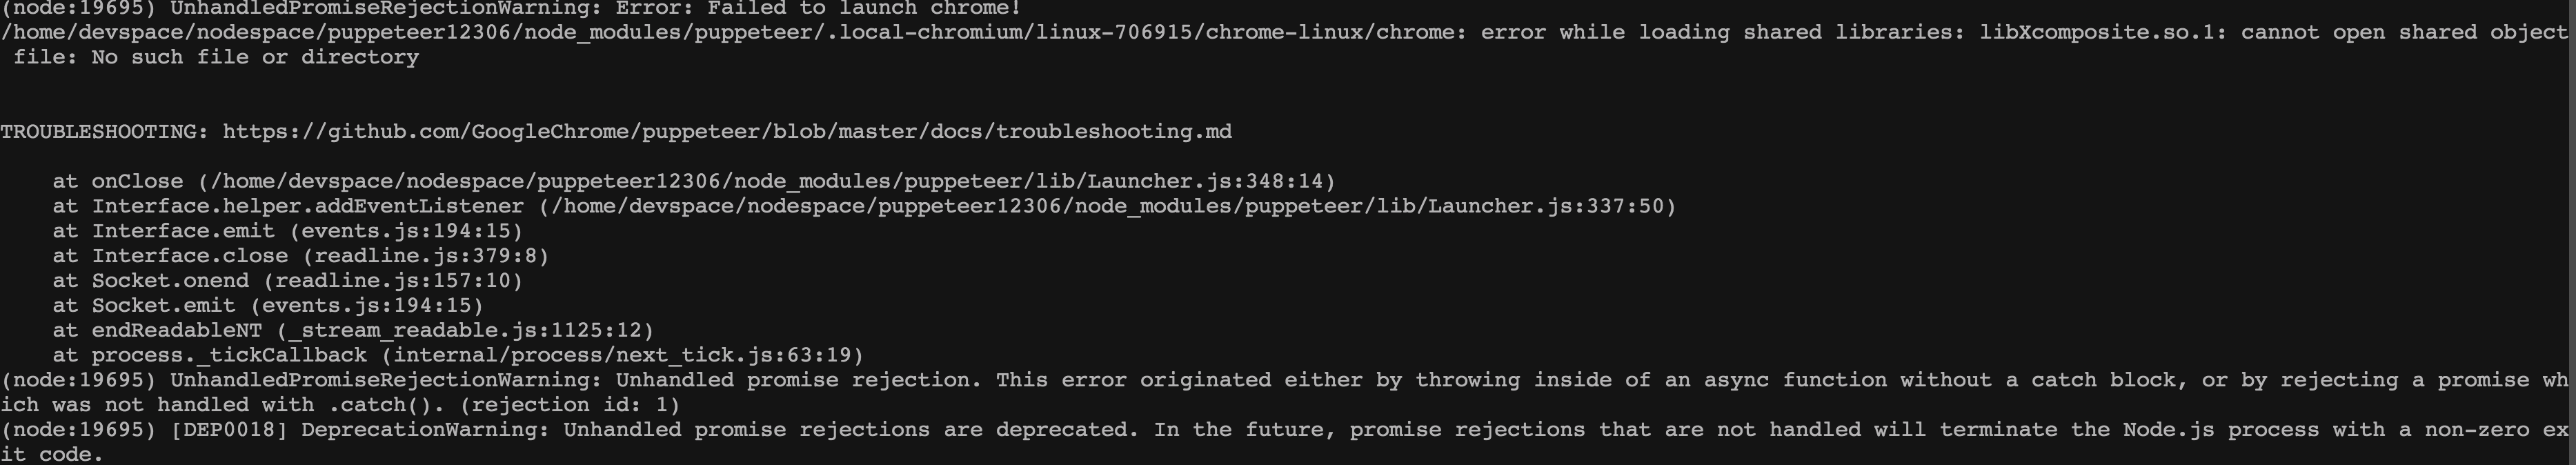 (node:19695) UnhandledPromiseRejectionWarning: Error: Failed to launch chrome!
/home/devspace/nodespace/puppeteer12306/node_modules/puppeteer/.local-chromium/linux-706915/chrome-linux/chrome: error while loading shared libraries: libXcomposite.so.1: cannot open shared object
 file: No such file or directory
TROUBLESHOOTING: https://github.com/GoogleChrome/puppeteer/blob/master/docs/troubleshooting.md
    at onClose (/home/devspace/nodespace/puppeteer12306/node_modules/puppeteer/lib/Launcher.js:348:14)
    at Interface.helper.addEventListener (/home/devspace/nodespace/puppeteer12306/node_modules/puppeteer/lib/Launcher.js:337:50)
    at Interface.emit (events.js:194:15)
    at Interface.close (readline.js:379:8)
    at Socket.onend (readline.js:157:10)
    at Socket.emit (events.js:194:15)
    at endReadableNT (_stream_readable.js:1125:12)
    at process._tickCallback (internal/process/next_tick.js:63:19)
(node:19695) UnhandledPromiseRejectionWarning: Unhandled promise rejection. This error originated either by throwing inside of an async function without a catch block, or by rejecting a promise wh
ich was not handled with .catch(). (rejection id: 1)
(node:19695) [DEP0018] DeprecationWarning: Unhandled promise rejections are deprecated. In the future, promise rejections that are not handled will terminate the Node.js process with a non-zero ex
it code.